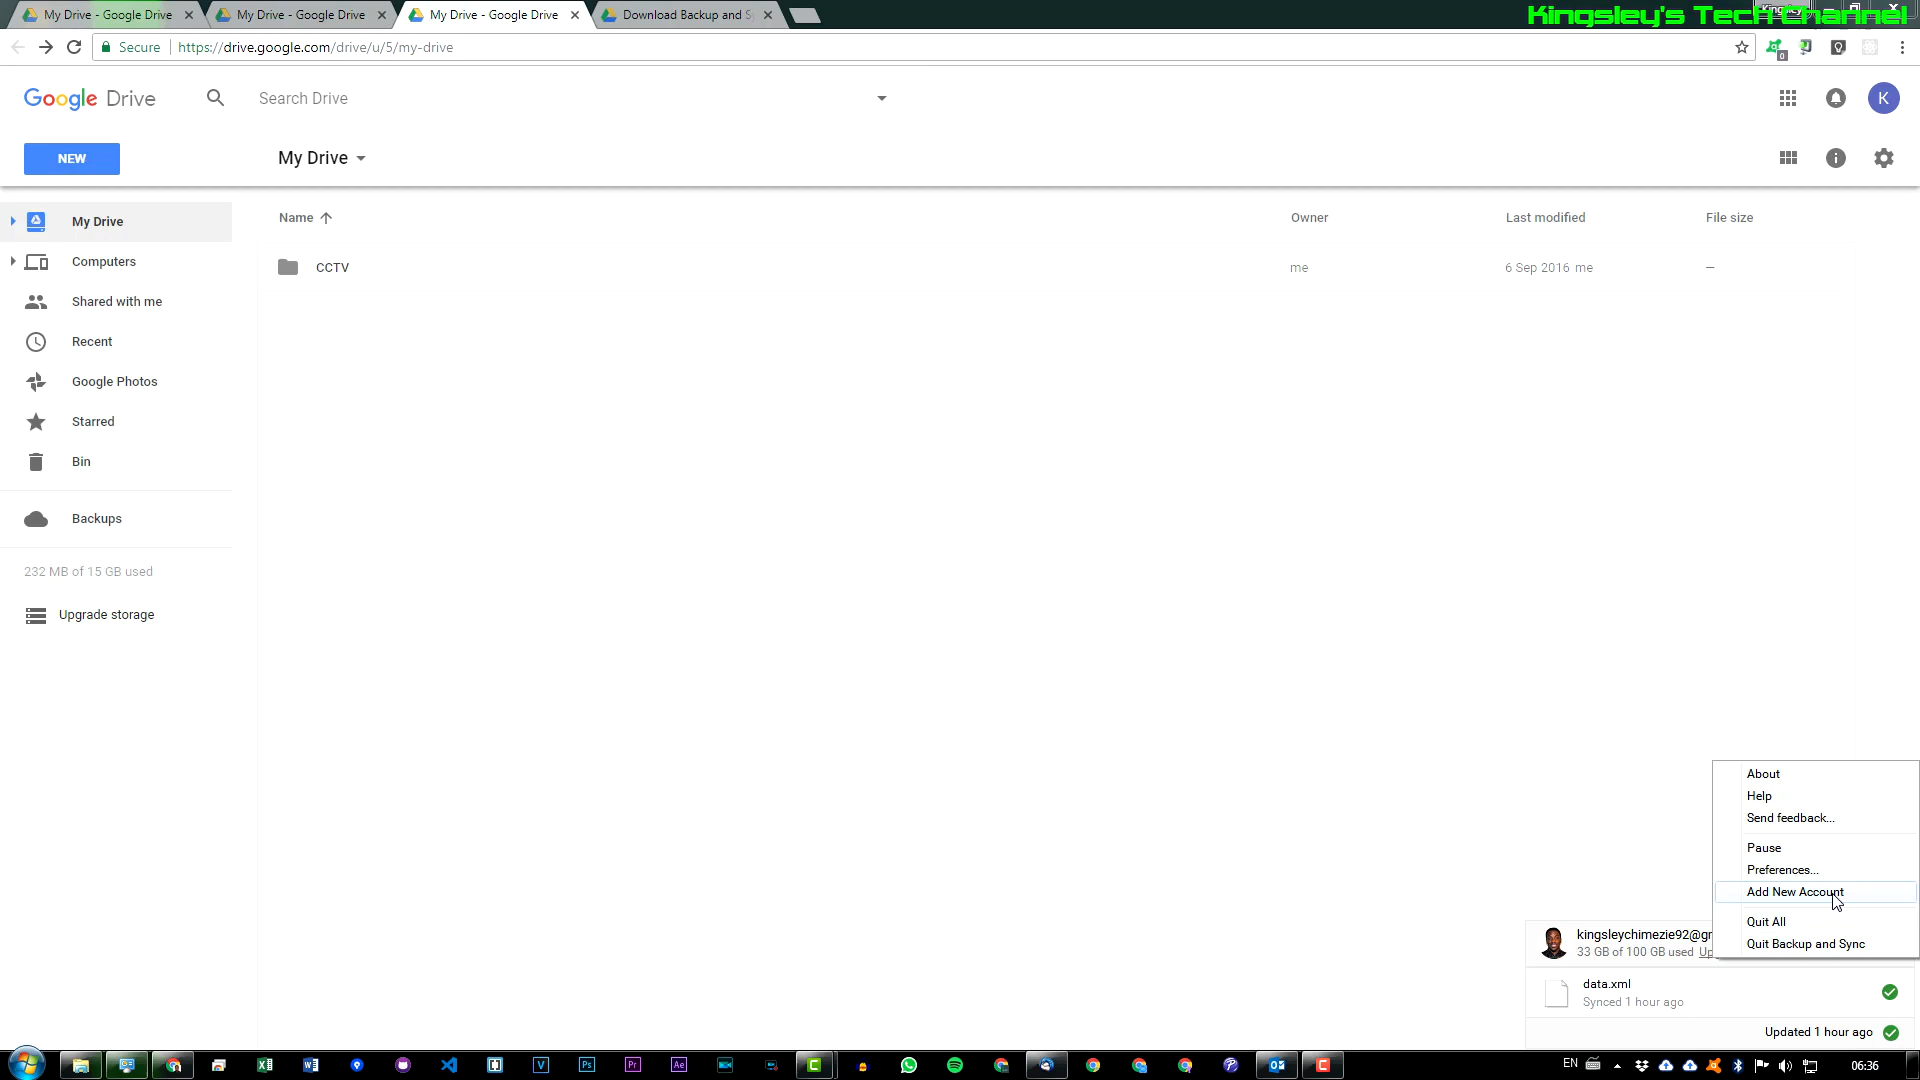 My Drive - Google Drive
My Drive - Google Drive
My Drive - Google Drive
Download Backup and S
Kingsley's Tech Channel
Secure
https://drive.google.com/drive/u/5/my-drive
0
Google Drive
Search Drive
K
NEW
My Drive
My Drive
Computers
Shared with me
Recent
Google Photos
Starred
Bin
Backups
232 MB of 15 GB used
Upgrade storage
Name
Owner
Last modified
File size
CCTV
me
6 Sep 2016 me
—
About
Help
Send feedback...
Pause
Preferences...
Add New Account
Quit All
Quit Backup and Sync
kingsleychimezie92@gr
33 GB of 100 GB used Up
data.xml
Synced 1 hour ago
Updated 1 hour ago
EN
06:36